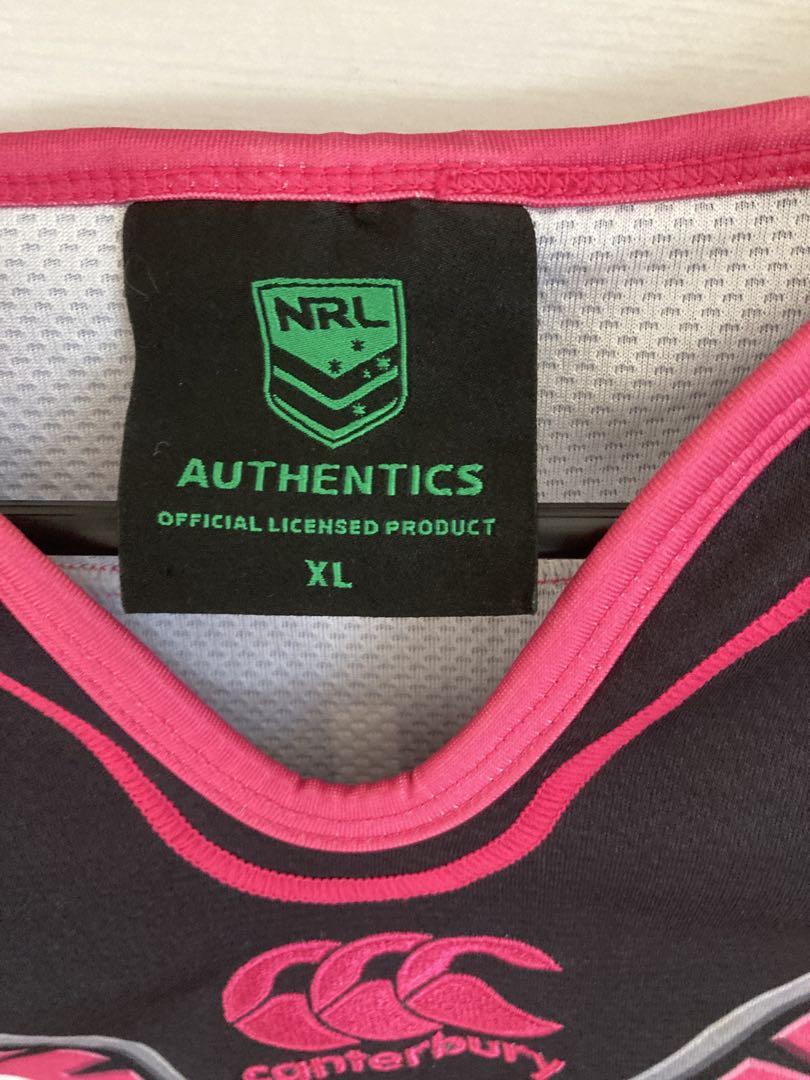 NRL
AUTHENTICS
OFFICIAL LICENSED PRODUCT
XL
canterbury